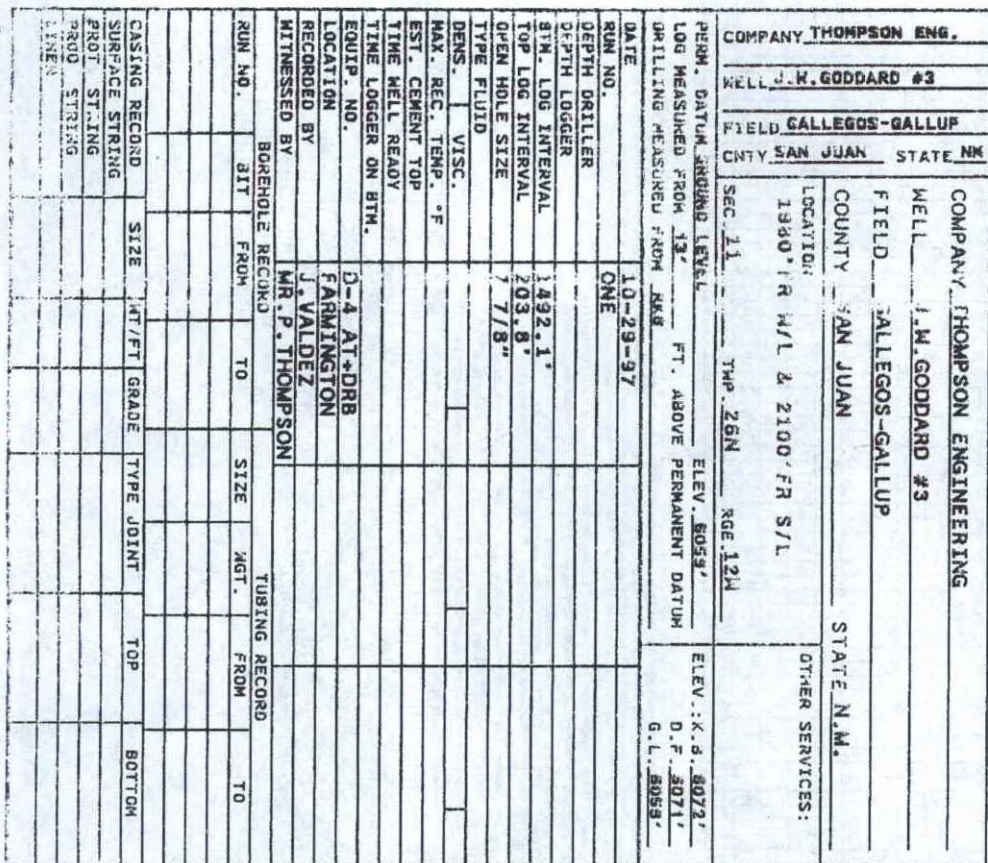 COMPANY THOMPSON ENG.
WELL J.W.GODDARD #3
FIELD GALLEGOS-GALLUP
CNTY SAN JUAN STATE NM
COMPANY THOMPSON ENGINEERING
WELL J.W.GODDARD #3
FIELD GALLEGOS-GALLUP
COUNTY SAN JUAN STATE N.M.
LOCATION OTHER SERVICES:
FR W/L & 2100'FR S/L
SEC. 11 TWP. 26N RGE. 12W
PERM. DATUM GROUND LEVEL ELEV. 6059' ELEV.:K.B. 6072'
LOG MEASURED FROM 13' FT. ABOVE PERMANENT DATUM D.F. 6071'
DRILLING MEASURED FROM RKB G.L. 6059'
DATE 10-29-97
RUN NO. ONE
DEPTH DRILLER
DEPTH LOGGER
BTM. LOG INTERVAL 1492.1'
TOP LOG INTERVAL 203.8'
OPEN HOLE SIZE 7 7/8"
TYPE FLUID
DENS. | VISC.
MAX. REC. TEMP. °F
EST. CEMENT TOP
TIME WELL READY
TIME LOGGER ON BTM.
EQUIP. NO. D-4 AT+DRB
LOCATION FARMINGTON
RECORDED BY J.VALDEZ
WITNESSED BY MR.P.THOMPSON
BOREHOLE RECORD TUBING RECORD
RUN NO. BIT FROM TO SIZE WGT. FROM TO
CASING RECORD SIZE WT/FT GRADE TYPE JOINT TOP BOTTOM
SURFACE STRING
PROT. STRING
PROD. STRING
LINER